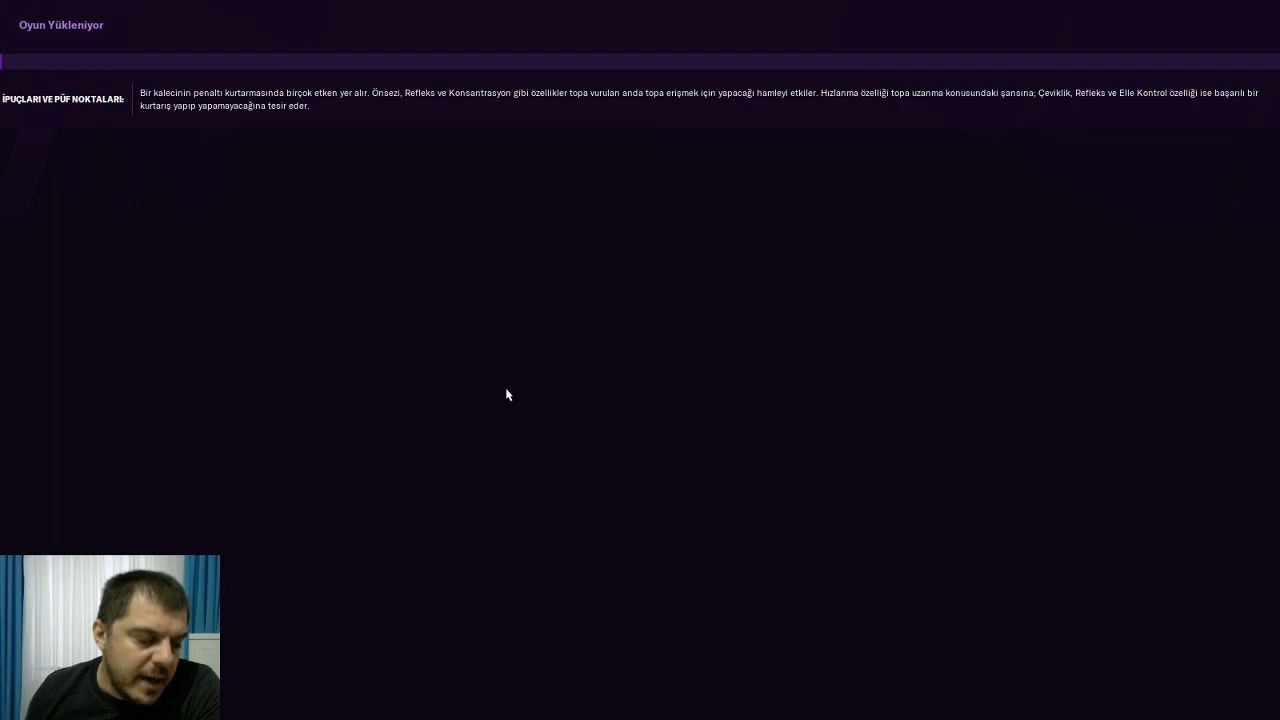 Oyun Yükleniyor
İPUÇLARI VE PÜF NOKTALARI:
Bir kalecinin penaltı kurtarmasında birçok etken yer alır. Önsezi, Refleks ve Konsantrasyon gibi özellikler topa vurulan anda topa erişmek için yapacağı hamleyi etkiler. Hızlanma özelliği topa uzanma konusundaki şansına; Çeviklik, Refleks ve Elle Kontrol özelliği ise başarılı bir
kurtarış yapıp yapamayacağına tesir eder.